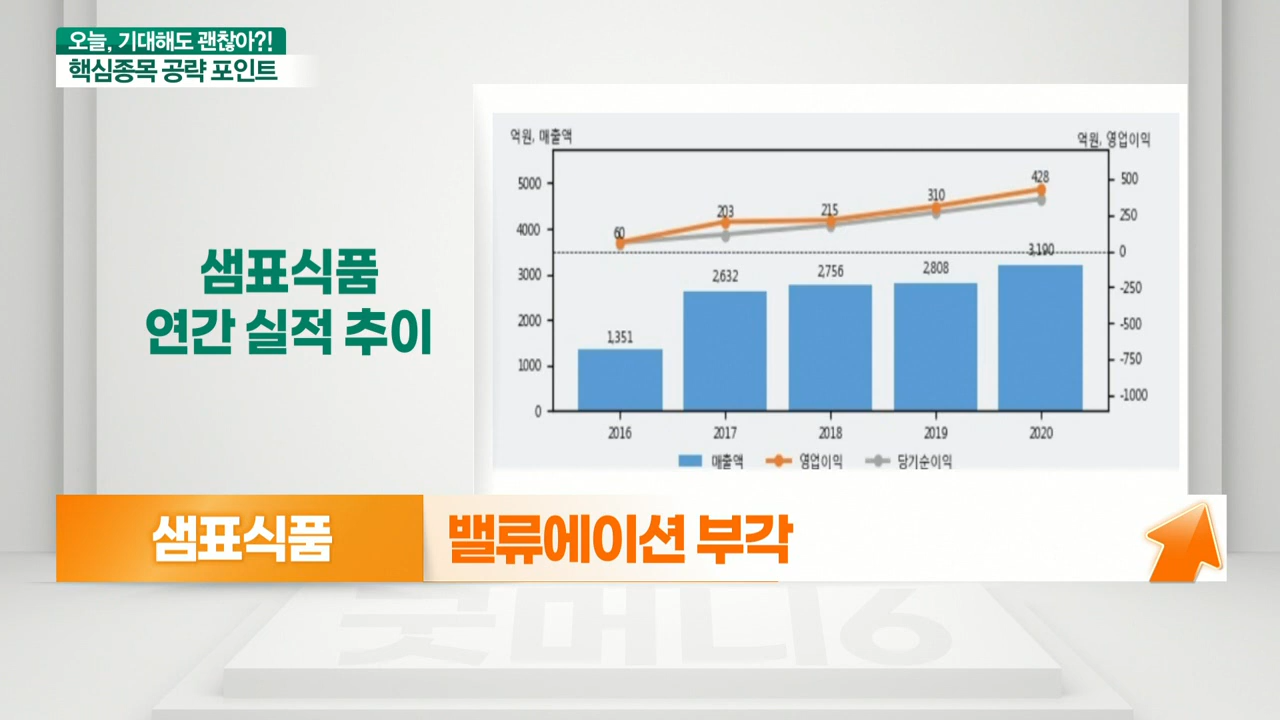 오늘, 기대해도 괜찮아?!
핵심종목 공략 포인트
샘표식품
연간 실적 추이
억원, 매출액
억원, 영업이익
5000
4000
3000
2000
1000
0
500
250
0
-250
-500
-750
-1000
60
203
215
310
428
1,351
2,632
2,756
2,808
3,190
2016
2017
2018
2019
2020
매출액
영업이익
당기순이익
샘표식품
밸류에이션 부각
굿머니6